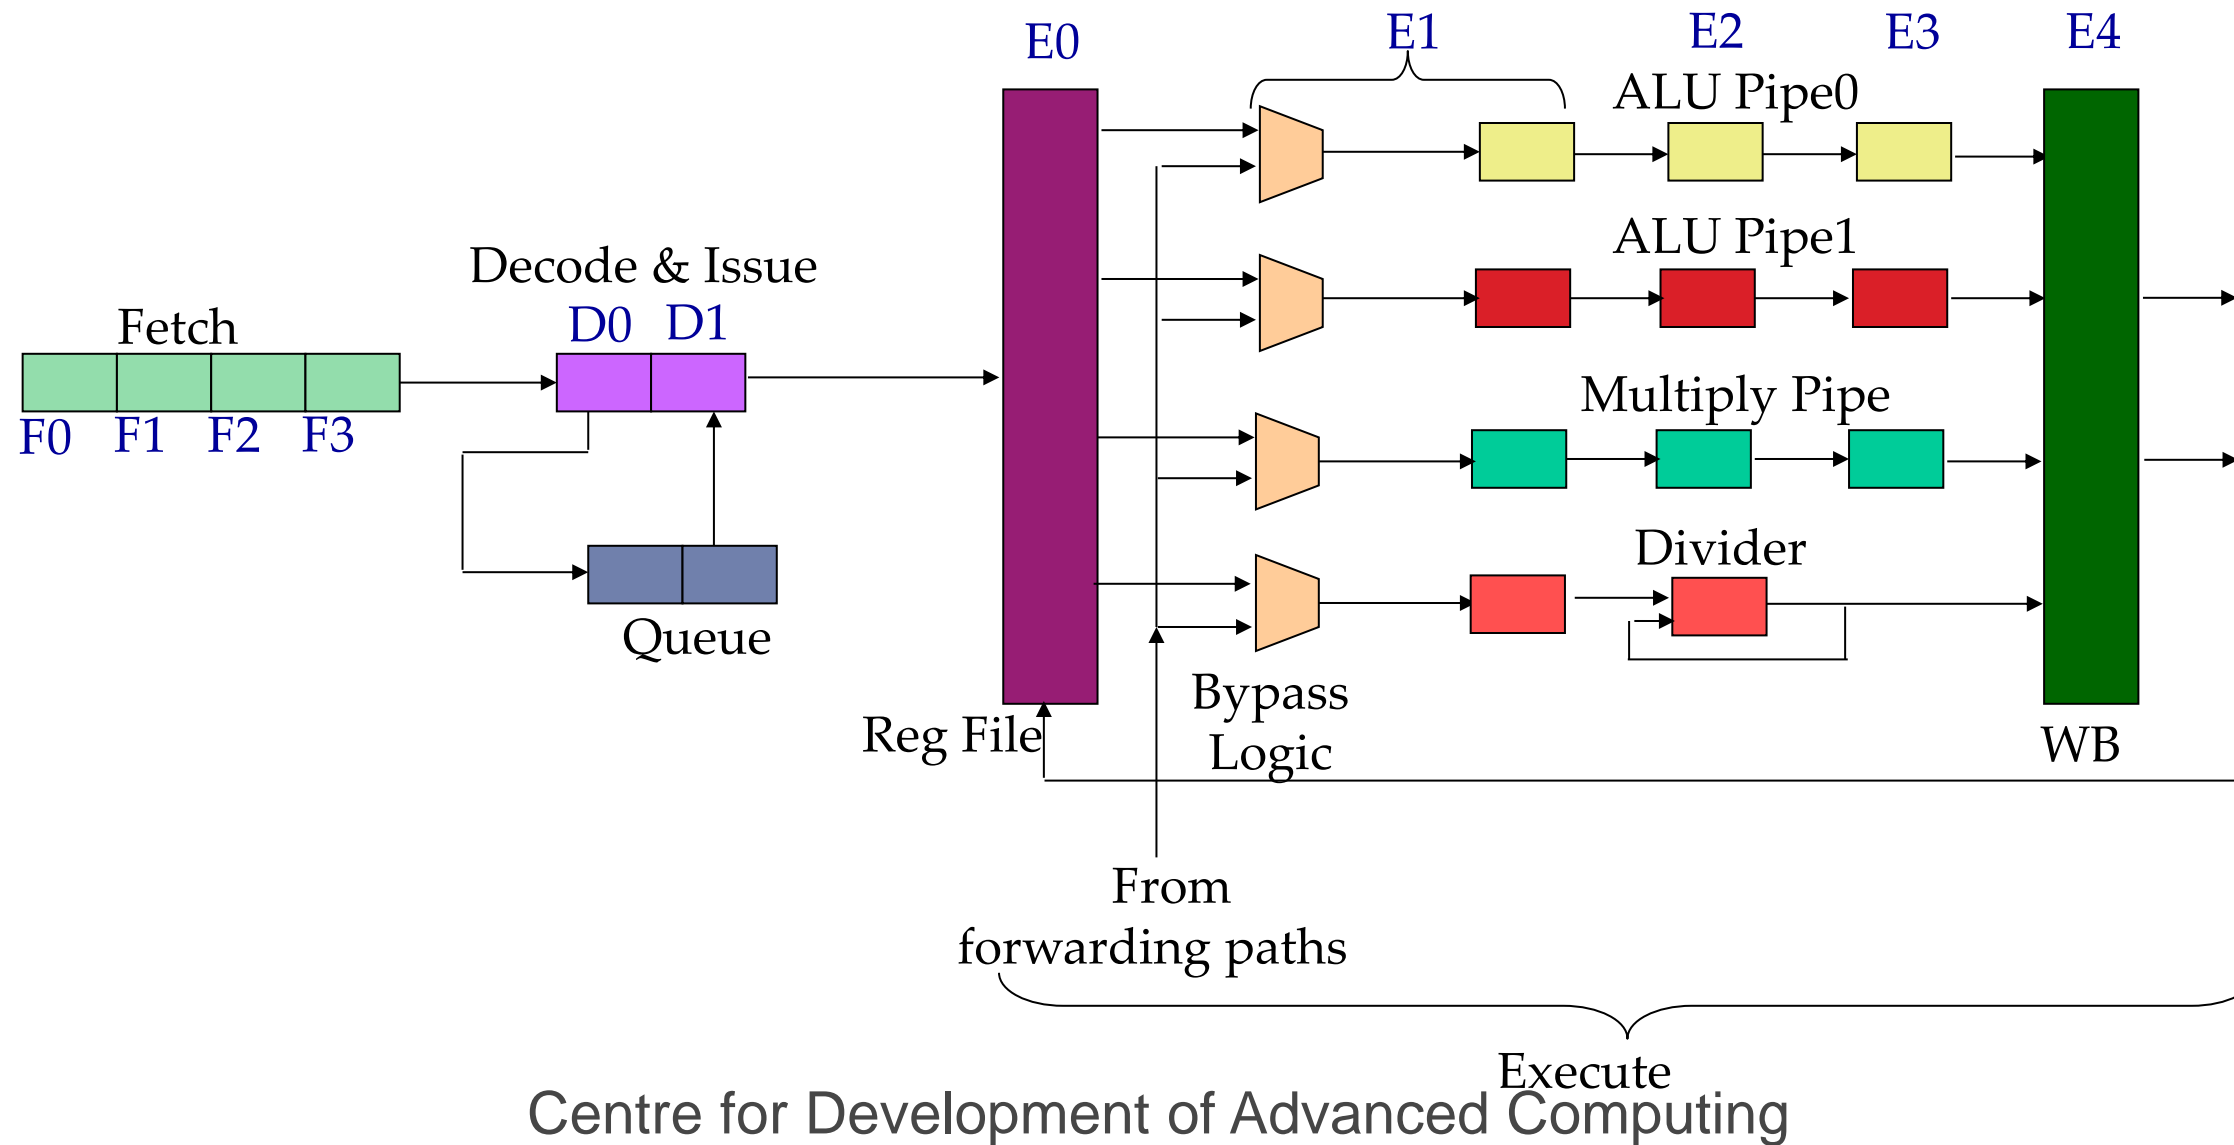 E0
E1
E2
E3
E4
ALU Pipe0
ALU Pipe1
Decode & Issue
Fetch
D0
D1
F0
F1
F2
F3
Multiply Pipe
Divider
Queue
Bypass
Logic
Reg File
WB
From
forwarding paths
Execute
Centre for Development of Advanced Computing